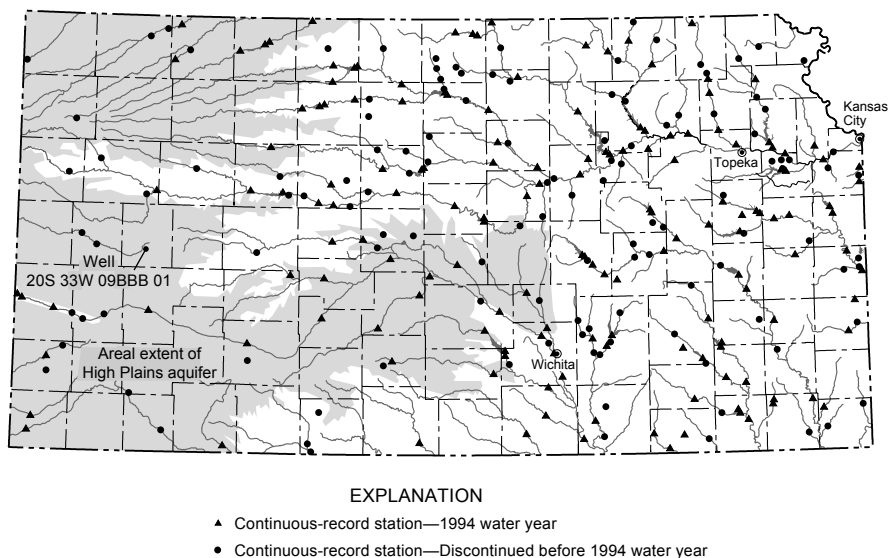 Kansas
City
Topeka
Well
20S 33W 09BBB 01
Areal extent of
High Plains aquifer
Wichita
EXPLANATION
Continuous-record station—1994 water year
Continuous-record station—Discontinued before 1994 water year